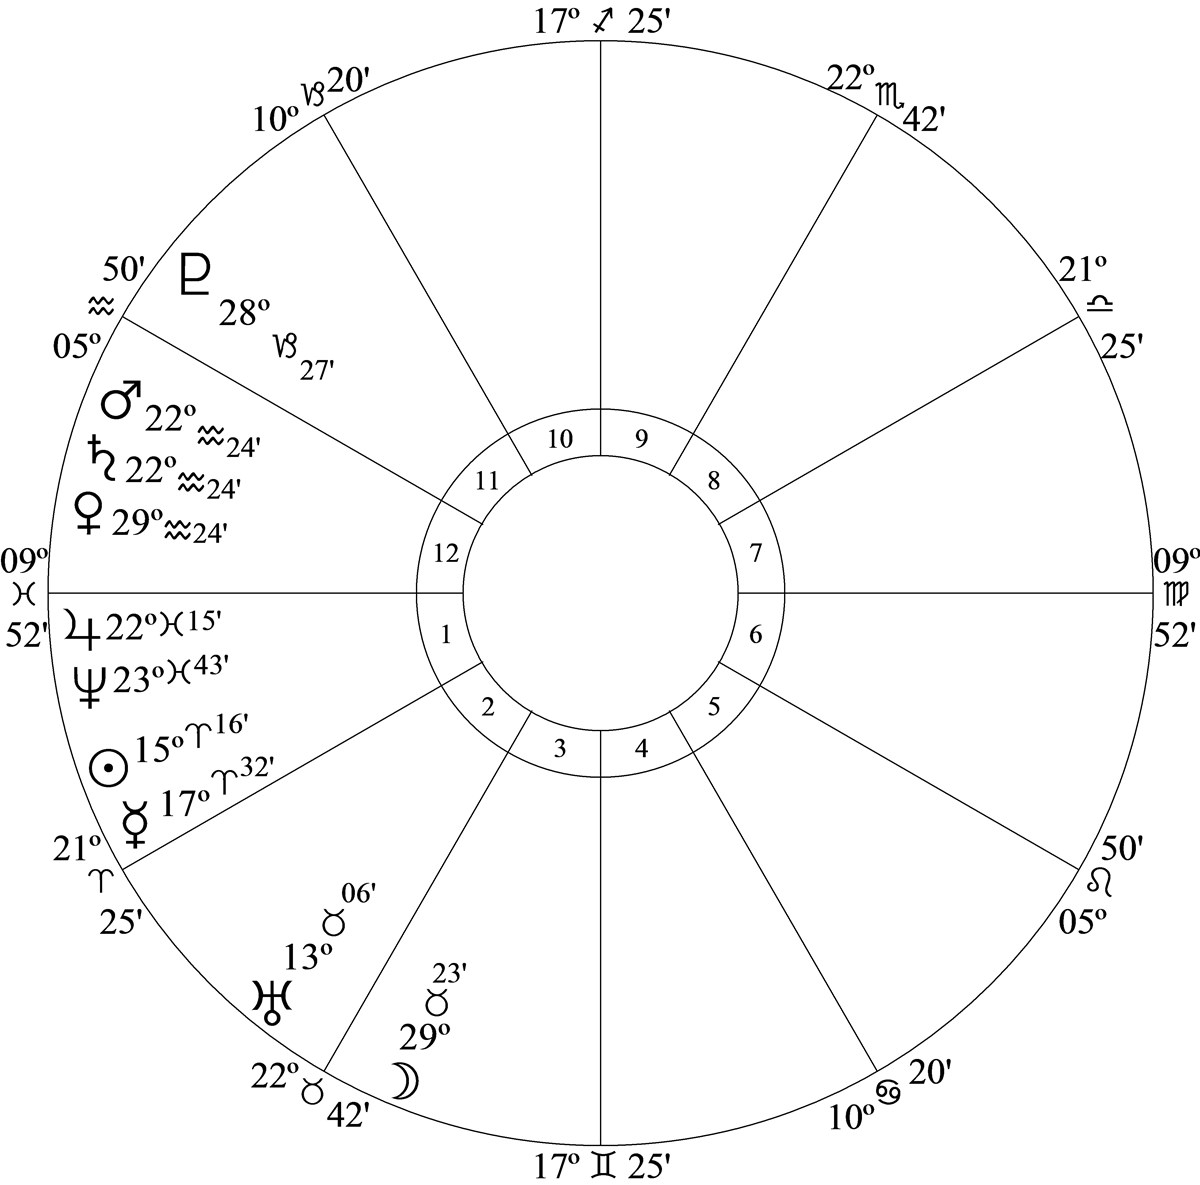 17º ♐ 25'
22º ♏ 42'
10º ♑ 20'
21º ♎ 25'
50' ♒ 05º
♇ 28º ♑ 27'
♂ 22º ♒ 24'
♄ 22º ♒ 24'
♀ 29º ♒ 24'
09º ♓ 52'
09º ♍ 52'
♃ 22º ♓ 15'
♆ 23º ♓ 43'
☉ 15º ♈ 16'
☿ 17º ♈ 32'
21º ♈ 25'
50' ♌ 05º
♅ 13º ♉ 06'
☽ 29º ♉ 23'
22º ♉ 42'
10º ♋ 20'
17º ♊ 25'
10 9
11 8
12 7
1 6
2 5
3 4